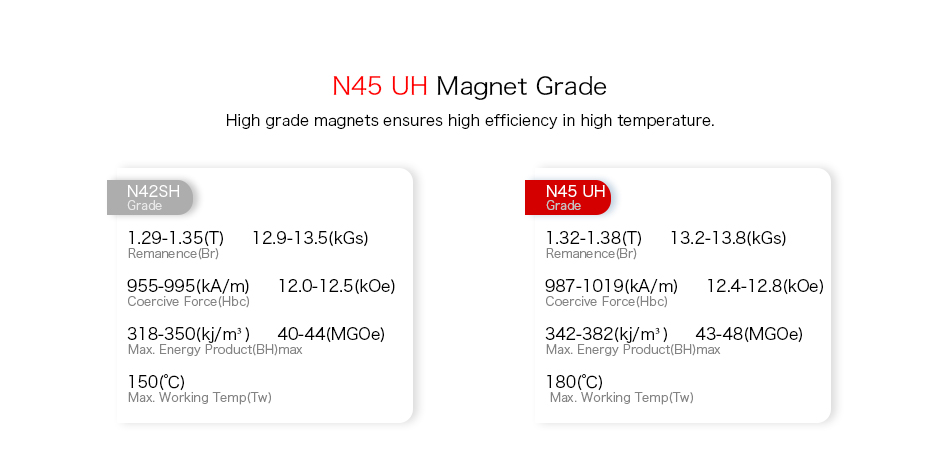 N45 UH Magnet Grade
High grade magnets ensures high efficiency in high temperature.
N42SH
Grade
1.29-1.35(T) 12.9-13.5(kGs)
Remanence(Br)
955-995(kA/m) 12.0-12.5(kOe)
Coercive Force(Hbc)
318-350(kj/m³) 40-44(MGOe)
Max. Energy Product(BH)max
150(℃)
Max. Working Temp(Tw)
N45 UH
Grade
1.32-1.38(T) 13.2-13.8(kGs)
Remanence(Br)
987-1019(kA/m) 12.4-12.8(kOe)
Coercive Force(Hbc)
342-382(kj/m³) 43-48(MGOe)
Max. Energy Product(BH)max
180(℃)
Max. Working Temp(Tw)